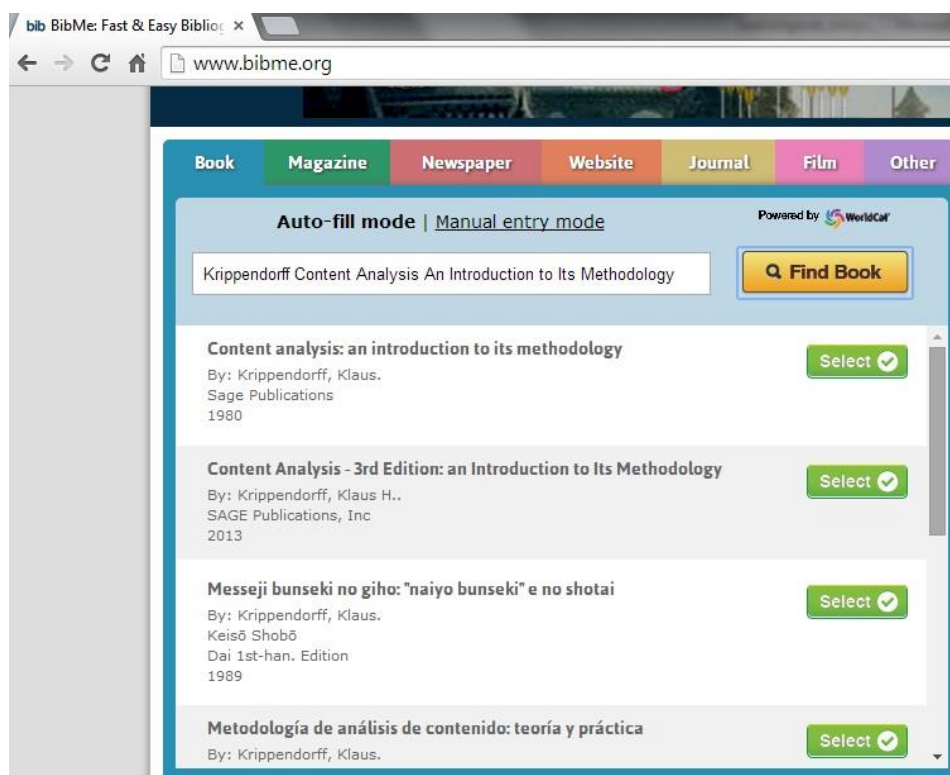 bib BibMe: Fast & Easy Bibliog ×
www.bibme.org
Book Magazine Newspaper Website Journal Film Other
Auto-fill mode | Manual entry mode
Powered by WorldCat
Krippendorff Content Analysis An Introduction to Its Methodology
Find Book
Content analysis: an introduction to its methodology
Select
By: Krippendorff, Klaus.
Sage Publications
1980
Content Analysis - 3rd Edition: an Introduction to Its Methodology
Select
By: Krippendorff, Klaus H..
SAGE Publications, Inc
2013
Messeji bunseki no giho: "naiyo bunseki" e no shotai
Select
By: Krippendorff, Klaus.
Keisō Shobō
Dai 1st-han. Edition
1989
Metodología de análisis de contenido: teoría y práctica
Select
By: Krippendorff, Klaus.